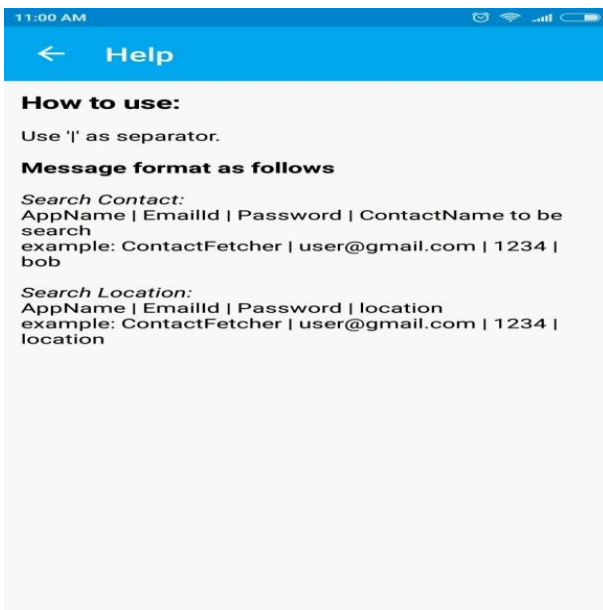 11:00 AM
Help
How to use:
Use '|' as separator.
Message format as follows
Search Contact:
AppName | EmailId | Password | ContactName to be
search
example: ContactFetcher | user@gmail.com | 1234 |
bob
Search Location:
AppName | EmailId | Password | location
example: ContactFetcher | user@gmail.com | 1234 |
location